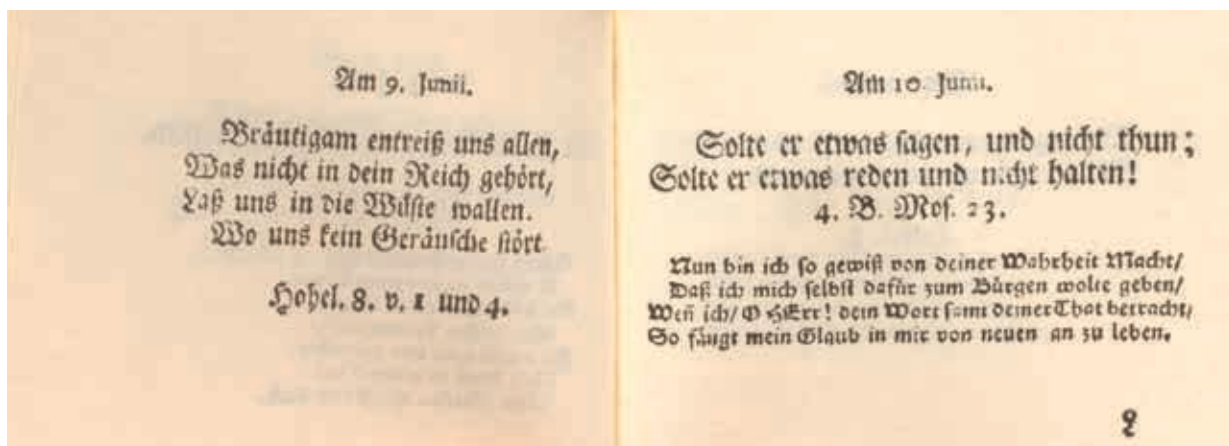 Am 9. Junii.
Bräutigam entreiß uns allen,
Was nicht in dein Reich gehört,
Laß uns in die Wüste wallen.
Wo uns kein Geräusche stört
Hohel. 8. v. 1 und 4.
Am 10. Junii.
Solte er etwas sagen, und nicht thun;
Solte er etwas reden und nicht halten!
4. B. Mos. 23.
Nun bin ich so gewiß von deiner Wahrheit Macht/
Daß ich mich selbst dafür zum Bürgen wolte geben/
Weñ ich/ O HErr! dein Wort samt deiner That betracht/
So fängt mein Glaub in mir von neuen an zu leben.